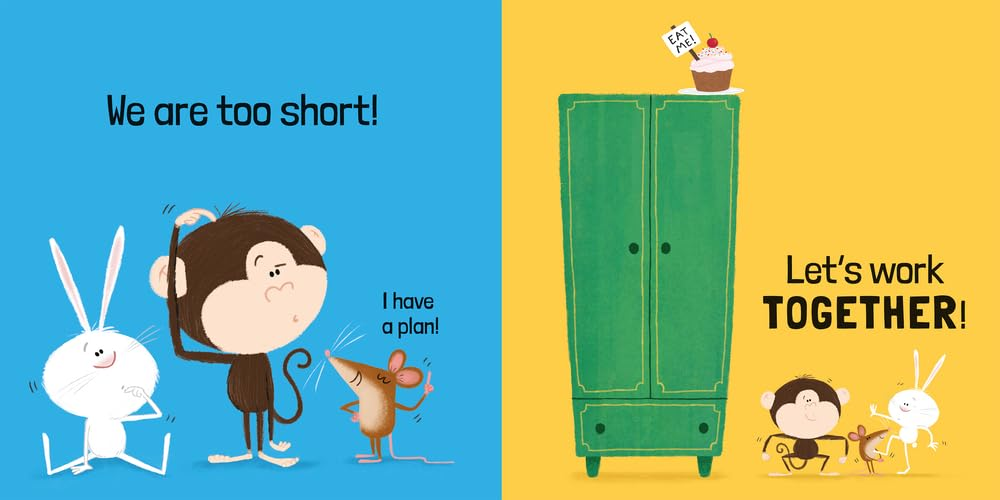 We are too short!
I have
a plan!
EAT
ME!
Let's work
TOGETHER!